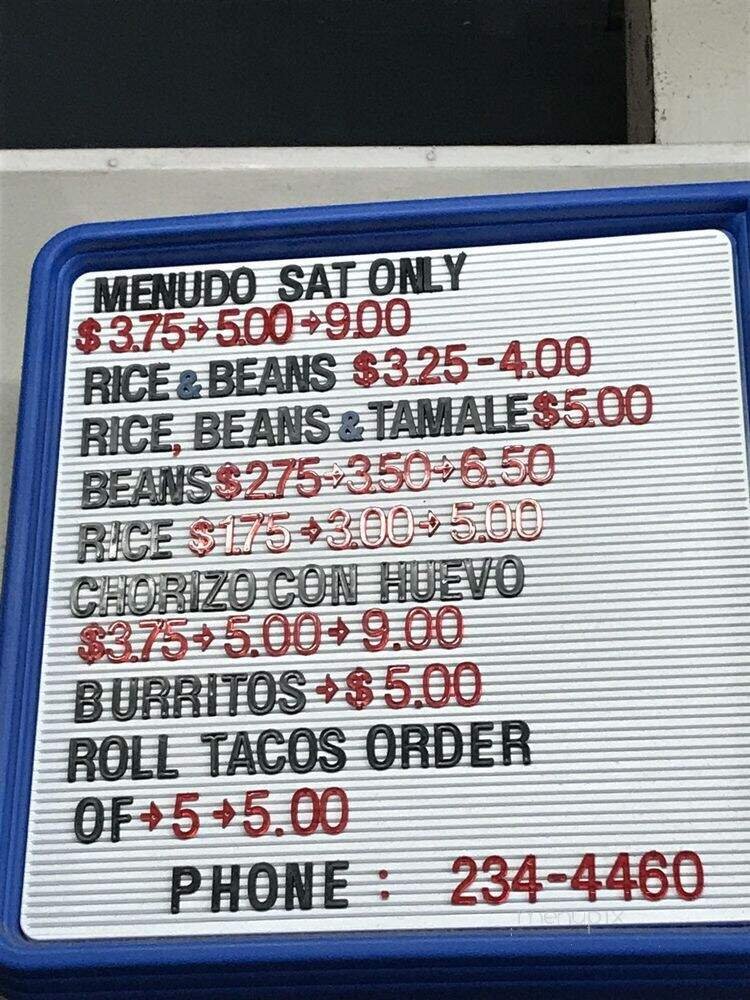 MENUDO SAT ONLY
$3.75→5.00→9.00
RICE & BEANS $3.25-4.00
RICE, BEANS & TAMALE $5.00
BEANS $2.75→3.50→6.50
RICE $1.75→3.00→5.00
CHORIZO CON HUEVO
$3.75→5.00→9.00
BURRITOS→$5.00
ROLL TACOS ORDER
OF→5→5.00
PHONE: 234-4460
menupix